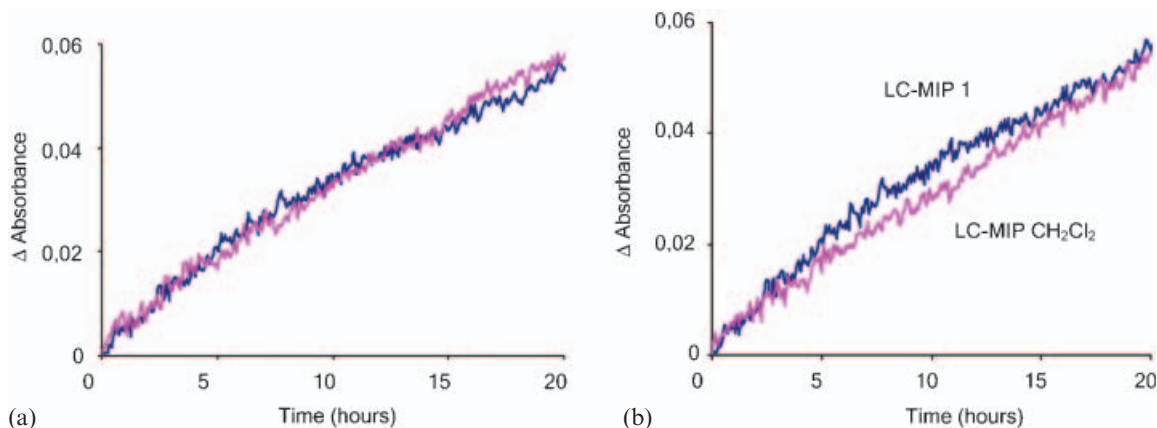 0,06
0,04
0,02
0
Δ Absorbance
0 5 10 15 20
Time (hours)
(a)
0,06
0.04
0.02
0
Δ Absorbance
LC-MIP 1
LC-MIP CH₂Cl₂
0 5 10 15 20
Time (hours)
(b)